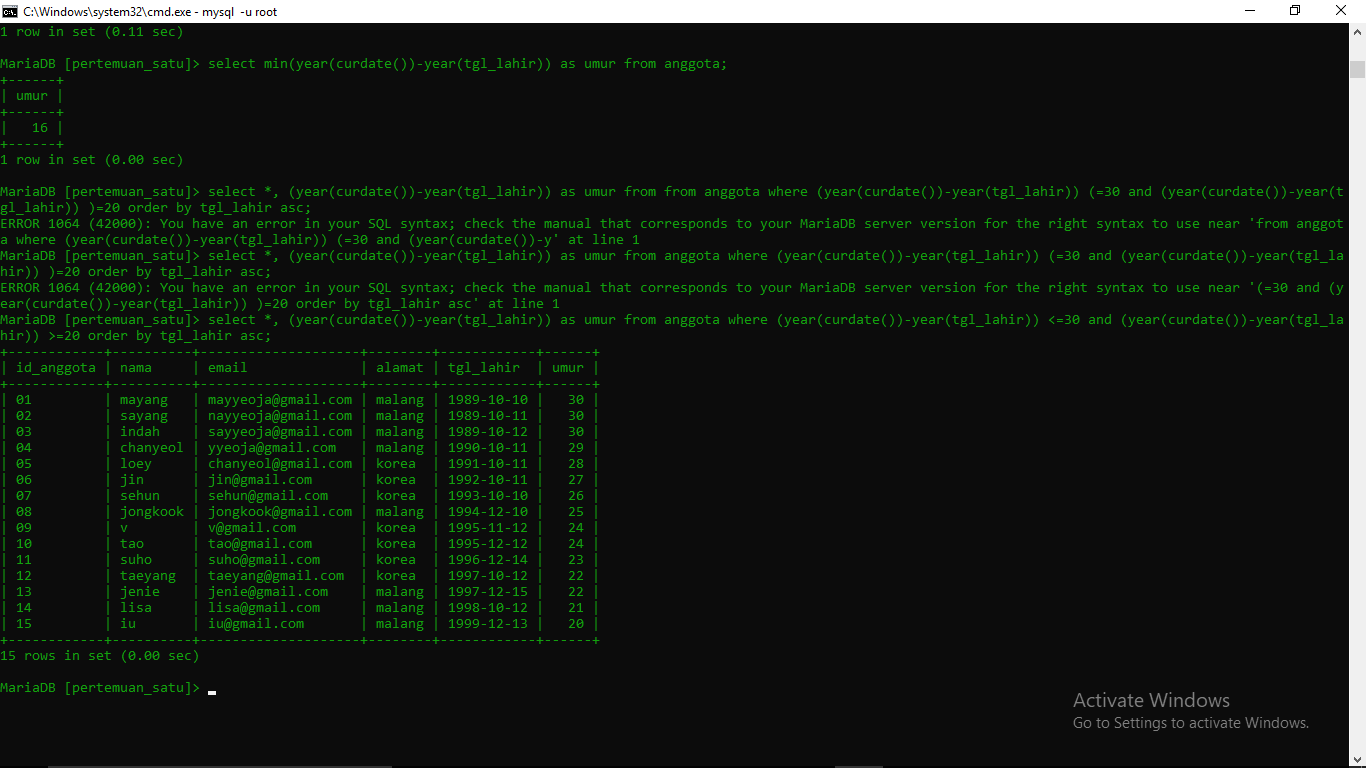 C:\Windows\system32\cmd.exe - mysql  -u root
1 row in set (0.11 sec)
MariaDB [pertemuan_satu]> select min(year(curdate())-year(tgl_lahir)) as umur from anggota;
+------+
| umur |
+------+
|   16 |
+------+
1 row in set (0.00 sec)
MariaDB [pertemuan_satu]> select *, (year(curdate())-year(tgl_lahir)) as umur from from anggota where (year(curdate())-year(tgl_lahir)) (=30 and (year(curdate())-year(t
gl_lahir)) )=20 order by tgl_lahir asc;
ERROR 1064 (42000): You have an error in your SQL syntax; check the manual that corresponds to your MariaDB server version for the right syntax to use near 'from anggot
a where (year(curdate())-year(tgl_lahir)) (=30 and (year(curdate())-y' at line 1
MariaDB [pertemuan_satu]> select *, (year(curdate())-year(tgl_lahir)) as umur from anggota where (year(curdate())-year(tgl_lahir)) (=30 and (year(curdate())-year(tgl_la
hir)) )=20 order by tgl_lahir asc;
ERROR 1064 (42000): You have an error in your SQL syntax; check the manual that corresponds to your MariaDB server version for the right syntax to use near '(=30 and (y
ear(curdate())-year(tgl_lahir)) )=20 order by tgl_lahir asc' at line 1
MariaDB [pertemuan_satu]> select *, (year(curdate())-year(tgl_lahir)) as umur from anggota where (year(curdate())-year(tgl_lahir)) <=30 and (year(curdate())-year(tgl_la
hir)) >=20 order by tgl_lahir asc;
+------------+----------+--------------------+--------+------------+------+
| id_anggota | nama     | email              | alamat | tgl_lahir  | umur |
+------------+----------+--------------------+--------+------------+------+
| 01         | mayang   | mayyeoja@gmail.com | malang | 1989-10-10 |   30 |
| 02         | sayang   | nayyeoja@gmail.com | malang | 1989-10-11 |   30 |
| 03         | indah    | sayyeoja@gmail.com | malang | 1989-10-12 |   30 |
| 04         | chanyeol | yyeoja@gmail.com   | malang | 1990-10-11 |   29 |
| 05         | loey     | chanyeol@gmail.com | korea  | 1991-10-11 |   28 |
| 06         | jin      | jin@gmail.com      | korea  | 1992-10-11 |   27 |
| 07         | sehun    | sehun@gmail.com    | korea  | 1993-10-10 |   26 |
| 08         | jongkook | jongkook@gmail.com | malang | 1994-12-10 |   25 |
| 09         | v        | v@gmail.com        | korea  | 1995-11-12 |   24 |
| 10         | tao      | tao@gmail.com      | korea  | 1995-12-12 |   24 |
| 11         | suho     | suho@gmail.com     | korea  | 1996-12-14 |   23 |
| 12         | taeyang  | taeyang@gmail.com  | korea  | 1997-10-12 |   22 |
| 13         | jenie    | jenie@gmail.com    | malang | 1997-12-15 |   22 |
| 14         | lisa     | lisa@gmail.com     | malang | 1998-10-12 |   21 |
| 15         | iu       | iu@gmail.com       | malang | 1999-12-13 |   20 |
+------------+----------+--------------------+--------+------------+------+
15 rows in set (0.00 sec)
MariaDB [pertemuan_satu]>
Activate Windows
Go to Settings to activate Windows.